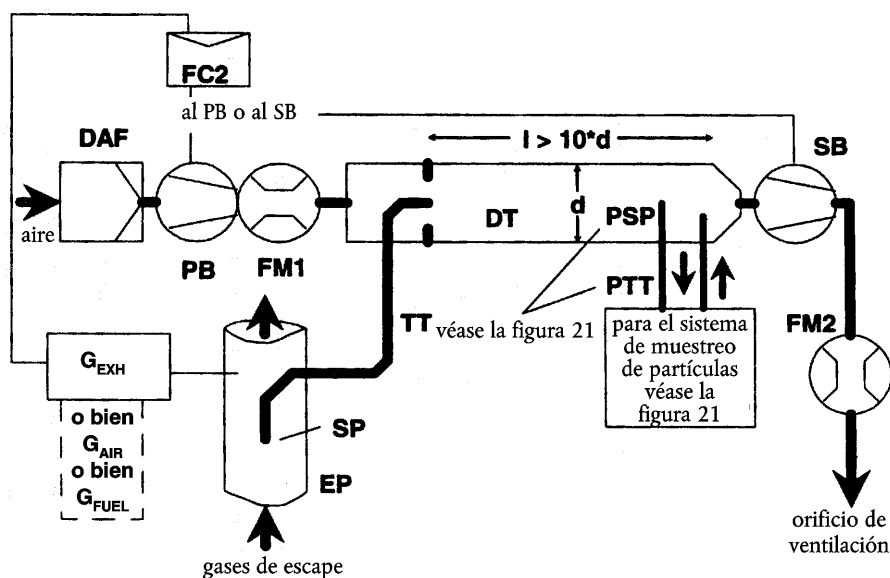 FC2
al PB o al SB
DAF
l > 10*d
SB
aire
PB
FM1
d
DT
PSP
PTT
TT
véase la figura 21
para el sistema
de muestreo
de partículas
véase la
figura 21
FM2
G_EXH
o bien
G_AIR
o bien
G_FUEL
SP
EP
gases de escape
orificio de
ventilación